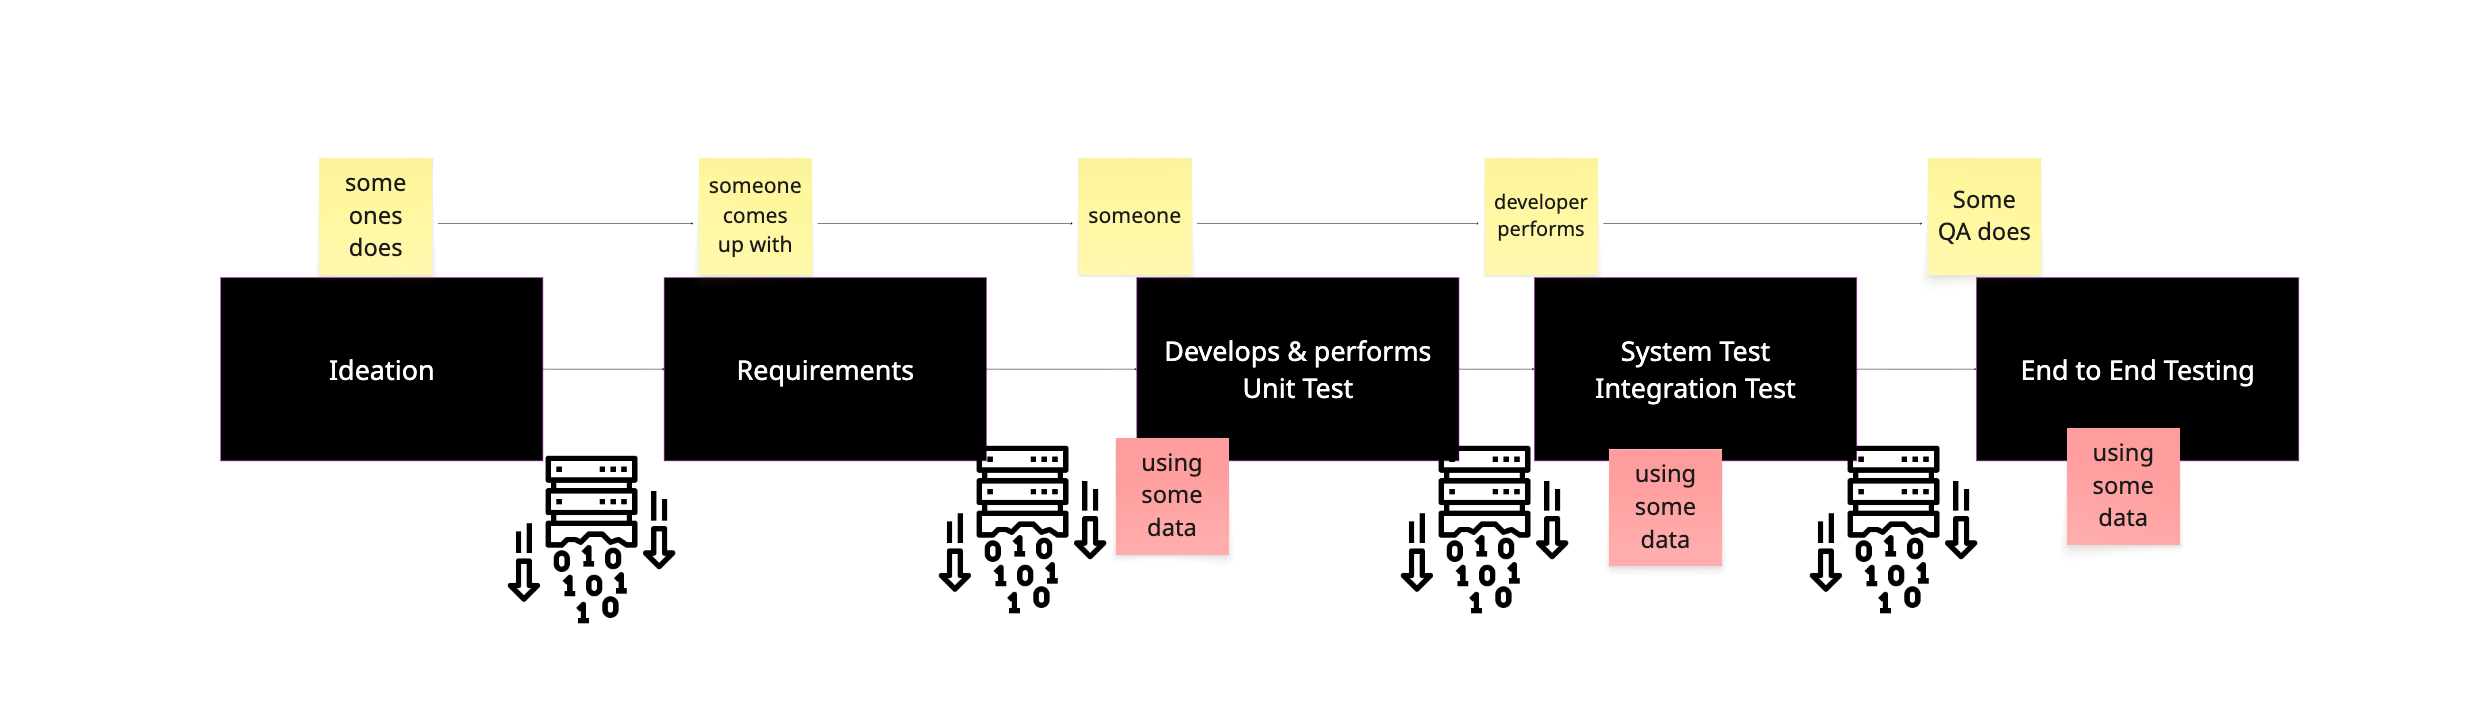 some
ones
does
someone
comes
up with
someone
developer
performs
Some
QA does
Ideation
Requirements
Develops & performs
Unit Test
System Test
Integration Test
End to End Testing
using
some
data
using
some
data
using
some
data
0 1 0
1 0 1
1 0
0 1 0
1 0 1
1 0
0 1 0
1 0 1
1 0
0 1 0
1 0 1
1 0